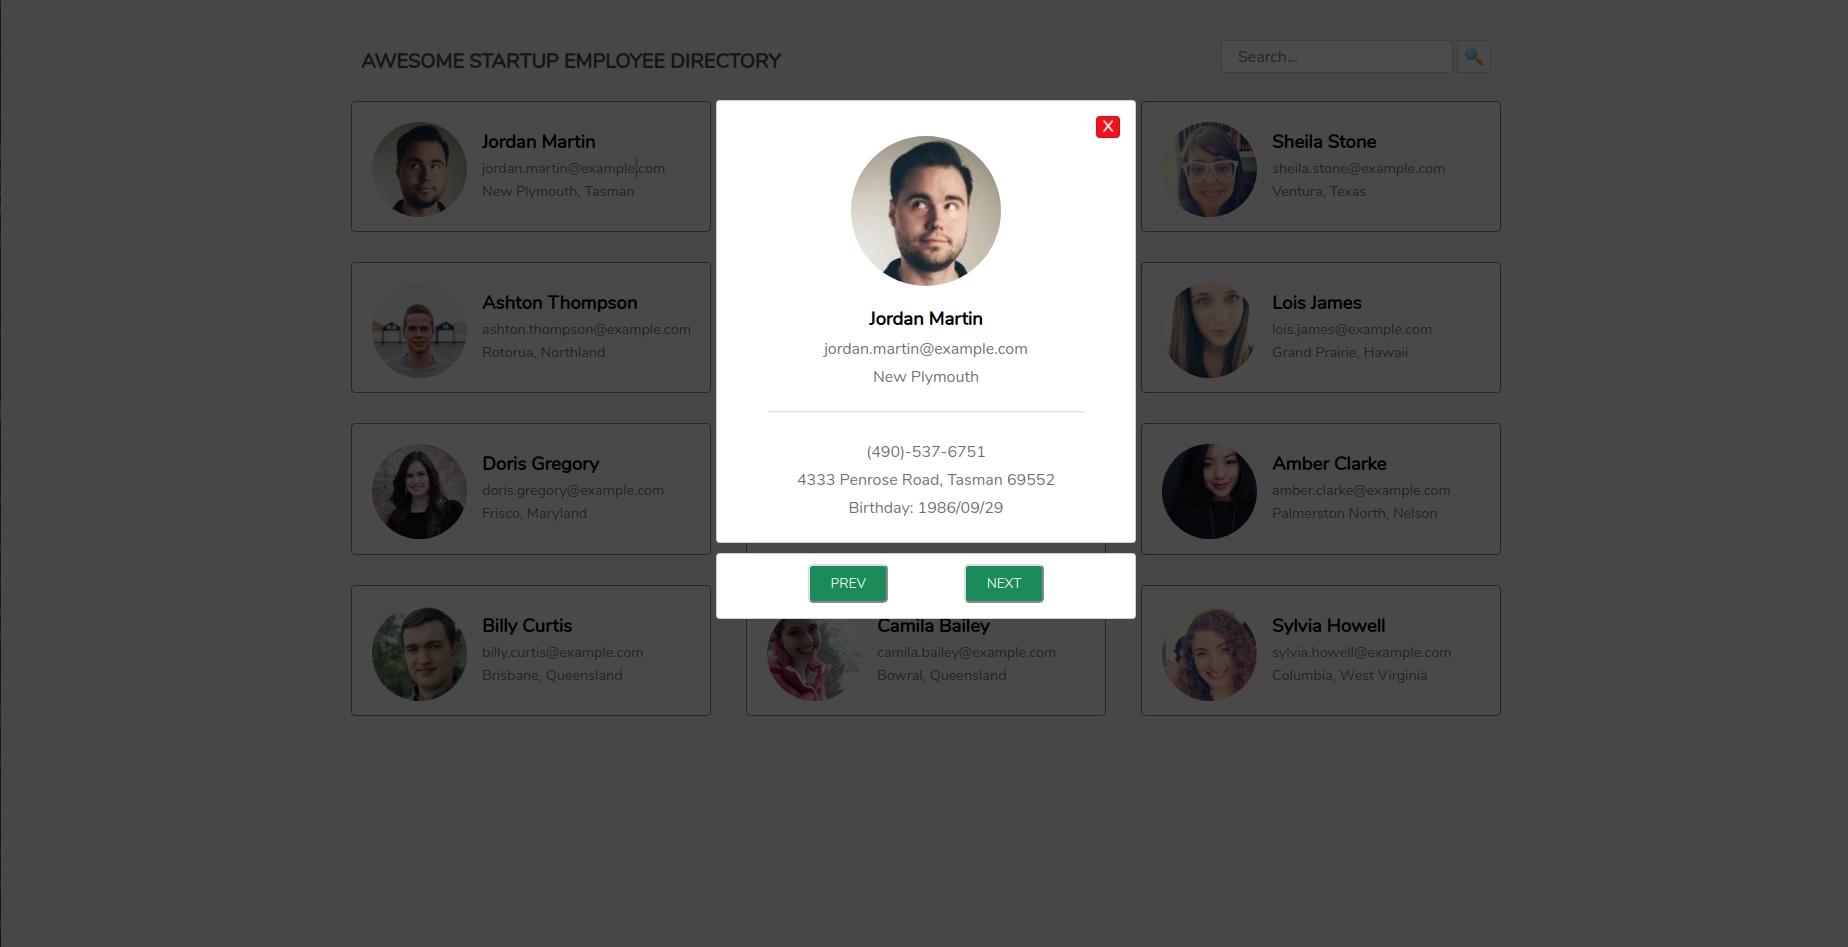 AWESOME STARTUP EMPLOYEE DIRECTORY
Search...
Jordan Martin
jordan.martin@example.com
New Plymouth, Tasman
Sheila Stone
sheila.stone@example.com
Ventura, Texas
Ashton Thompson
ashton.thompson@example.com
Rotorua, Northland
Lois James
lois.james@example.com
Grand Prairie, Hawaii
Doris Gregory
doris.gregory@example.com
Frisco, Maryland
Amber Clarke
amber.clarke@example.com
Palmerston North, Nelson
Billy Curtis
billy.curtis@example.com
Brisbane, Queensland
Camila Bailey
camila.bailey@example.com
Bowral, Queensland
Sylvia Howell
sylvia.howell@example.com
Columbia, West Virginia
X
Jordan Martin
jordan.martin@example.com
New Plymouth
(490)-537-6751
4333 Penrose Road, Tasman 69552
Birthday: 1986/09/29
PREV
NEXT